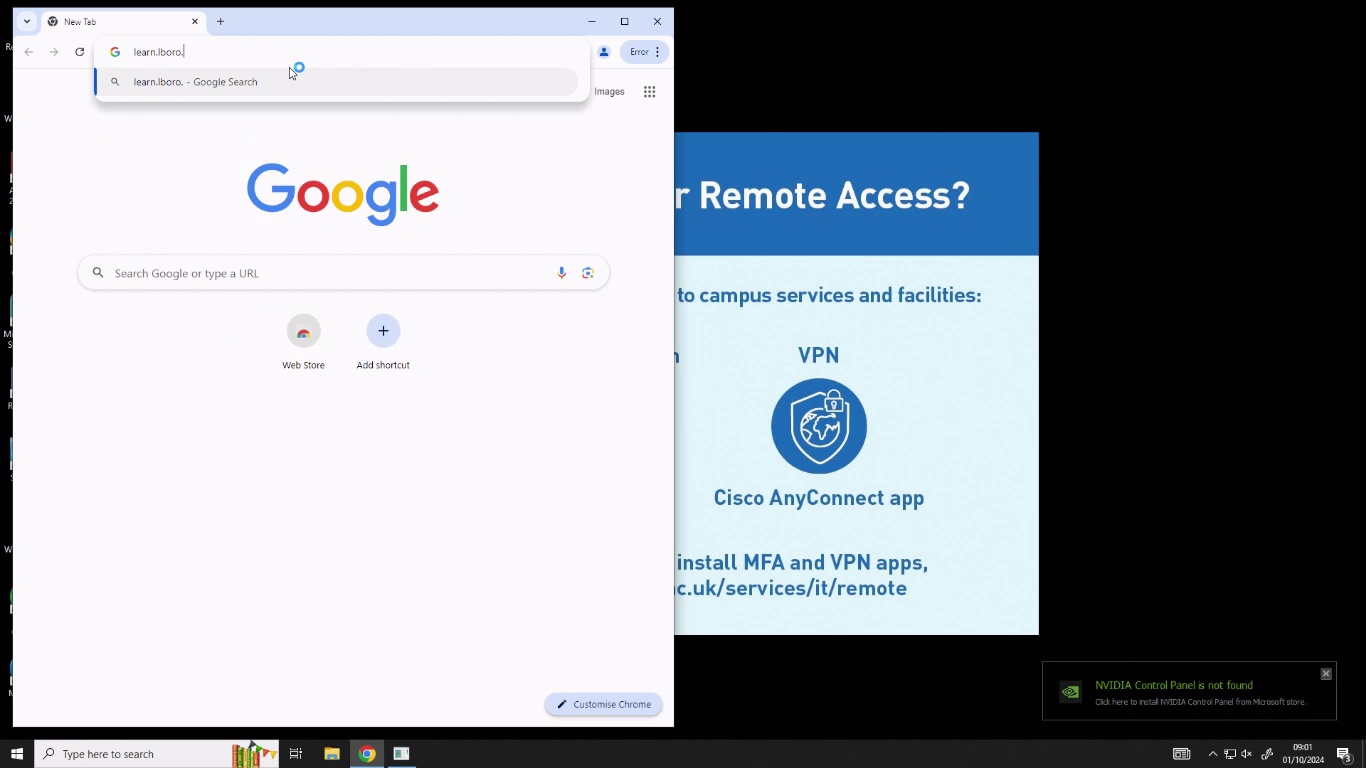 New Tab
learn.lboro.
Error
learn.lboro. - Google Search
Images
Google
Search Google or type a URL
Web Store
Add shortcut
Customise Chrome
r Remote Access?
to campus services and facilities:
VPN
Cisco AnyConnect app
install MFA and VPN apps,
c.uk/services/it/remote
NVIDIA Control Panel is not found
Click here to install NVIDIA Control Panel from Microsoft store.
Type here to search
09:01
01/10/2024
3